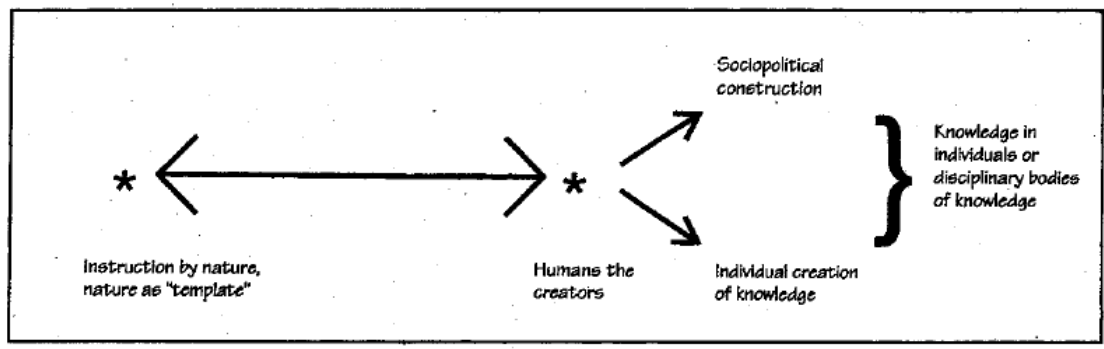 Sociopolitical
construction
Knowledge in
individuals or
disciplinary bodies
of knowledge
*
*
Instruction by nature,
nature as "template"
Humans the
creators
Individual creation
of knowledge